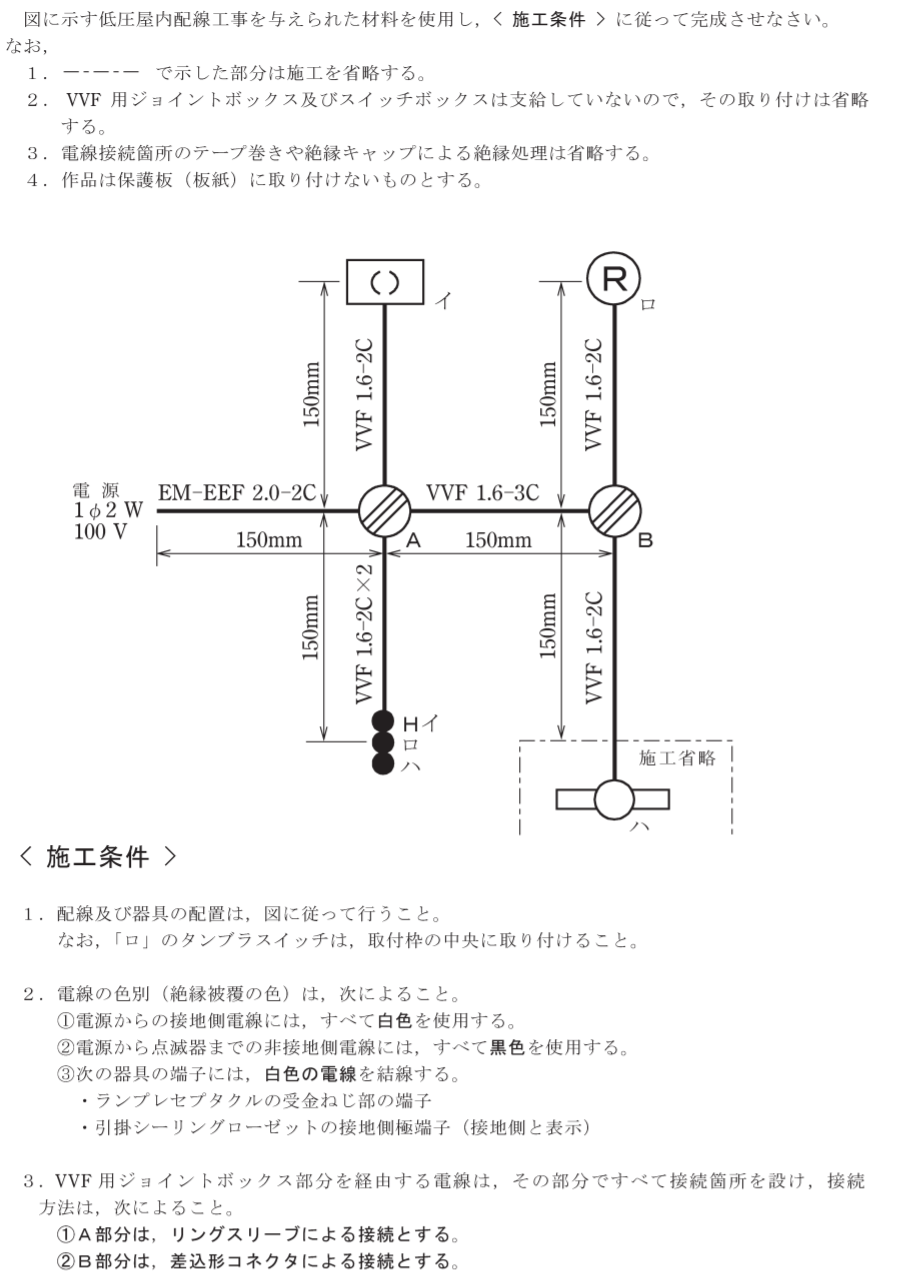 図に示す低圧屋内配線工事を与えられた材料を使用し，〈 施工条件 〉に従って完成させなさい。
なお，
１．―-―-― で示した部分は施工を省略する。
２． VVF 用ジョイントボックス及びスイッチボックスは支給していないので，その取り付けは省略
する。
３．電線接続箇所のテープ巻きや絶縁キャップによる絶縁処理は省略する。
４．作品は保護板（板紙）に取り付けないものとする。
( )
イ
R
ロ
150mm
VVF 1.6-2C
150mm
VVF 1.6-2C
電 源
1φ2 W
100 V
EM-EEF 2.0-2C
VVF 1.6-3C
150mm
A
150mm
B
150mm
VVF 1.6-2C×2
150mm
VVF 1.6-2C
Hイ
ロ
ハ
施工省略
ハ
〈 施工条件 〉
１．配線及び器具の配置は，図に従って行うこと。
なお，「ロ」のタンブラスイッチは，取付枠の中央に取り付けること。
２．電線の色別（絶縁被覆の色）は，次によること。
①電源からの接地側電線には，すべて白色を使用する。
②電源から点滅器までの非接地側電線には，すべて黒色を使用する。
③次の器具の端子には，白色の電線を結線する。
・ランプレセプタクルの受金ねじ部の端子
・引掛シーリングローゼットの接地側極端子（接地側と表示）
３．VVF 用ジョイントボックス部分を経由する電線は，その部分ですべて接続箇所を設け，接続
方法は，次によること。
①Ａ部分は，リングスリーブによる接続とする。
②Ｂ部分は，差込形コネクタによる接続とする。